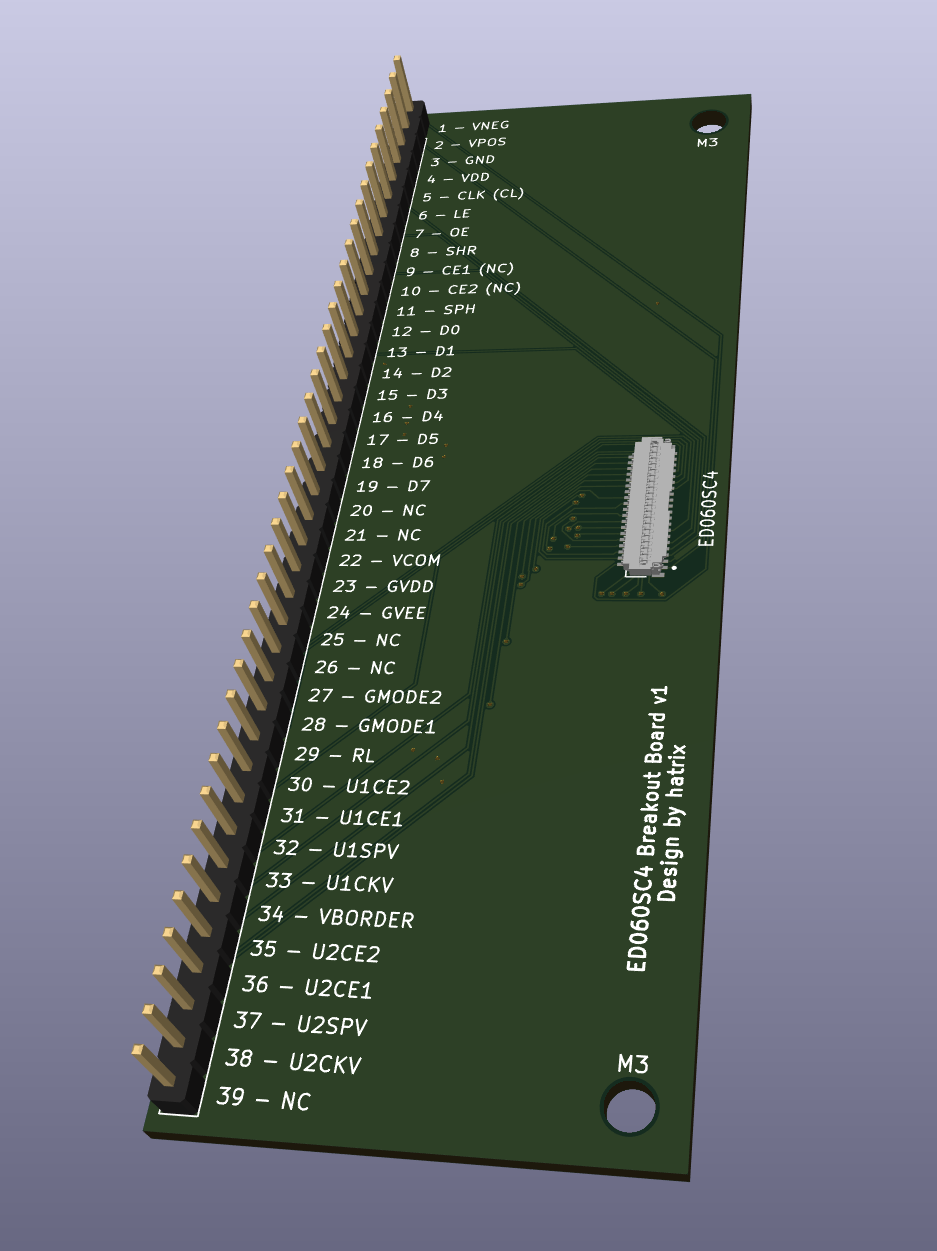 1 – VNEG
2 – VPOS
3 – GND
4 – VDD
5 – CLK (CL)
6 – LE
7 – OE
8 – SHR
9 – CE1 (NC)
10 – CE2 (NC)
11 – SPH
12 – D0
13 – D1
14 – D2
15 – D3
16 – D4
17 – D5
18 – D6
19 – D7
20 – NC
21 – NC
22 – VCOM
23 – GVDD
24 – GVEE
25 – NC
26 – NC
27 – GMODE2
28 – GMODE1
29 – RL
30 – U1CE2
31 – U1CE1
32 – U1SPV
33 – U1CKV
34 – VBORDER
35 – U2CE2
36 – U2CE1
37 – U2SPV
38 – U2CKV
39 – NC
M3
ED060SC4
ED060SC4 Breakout Board v1
Design by hatrix
M3